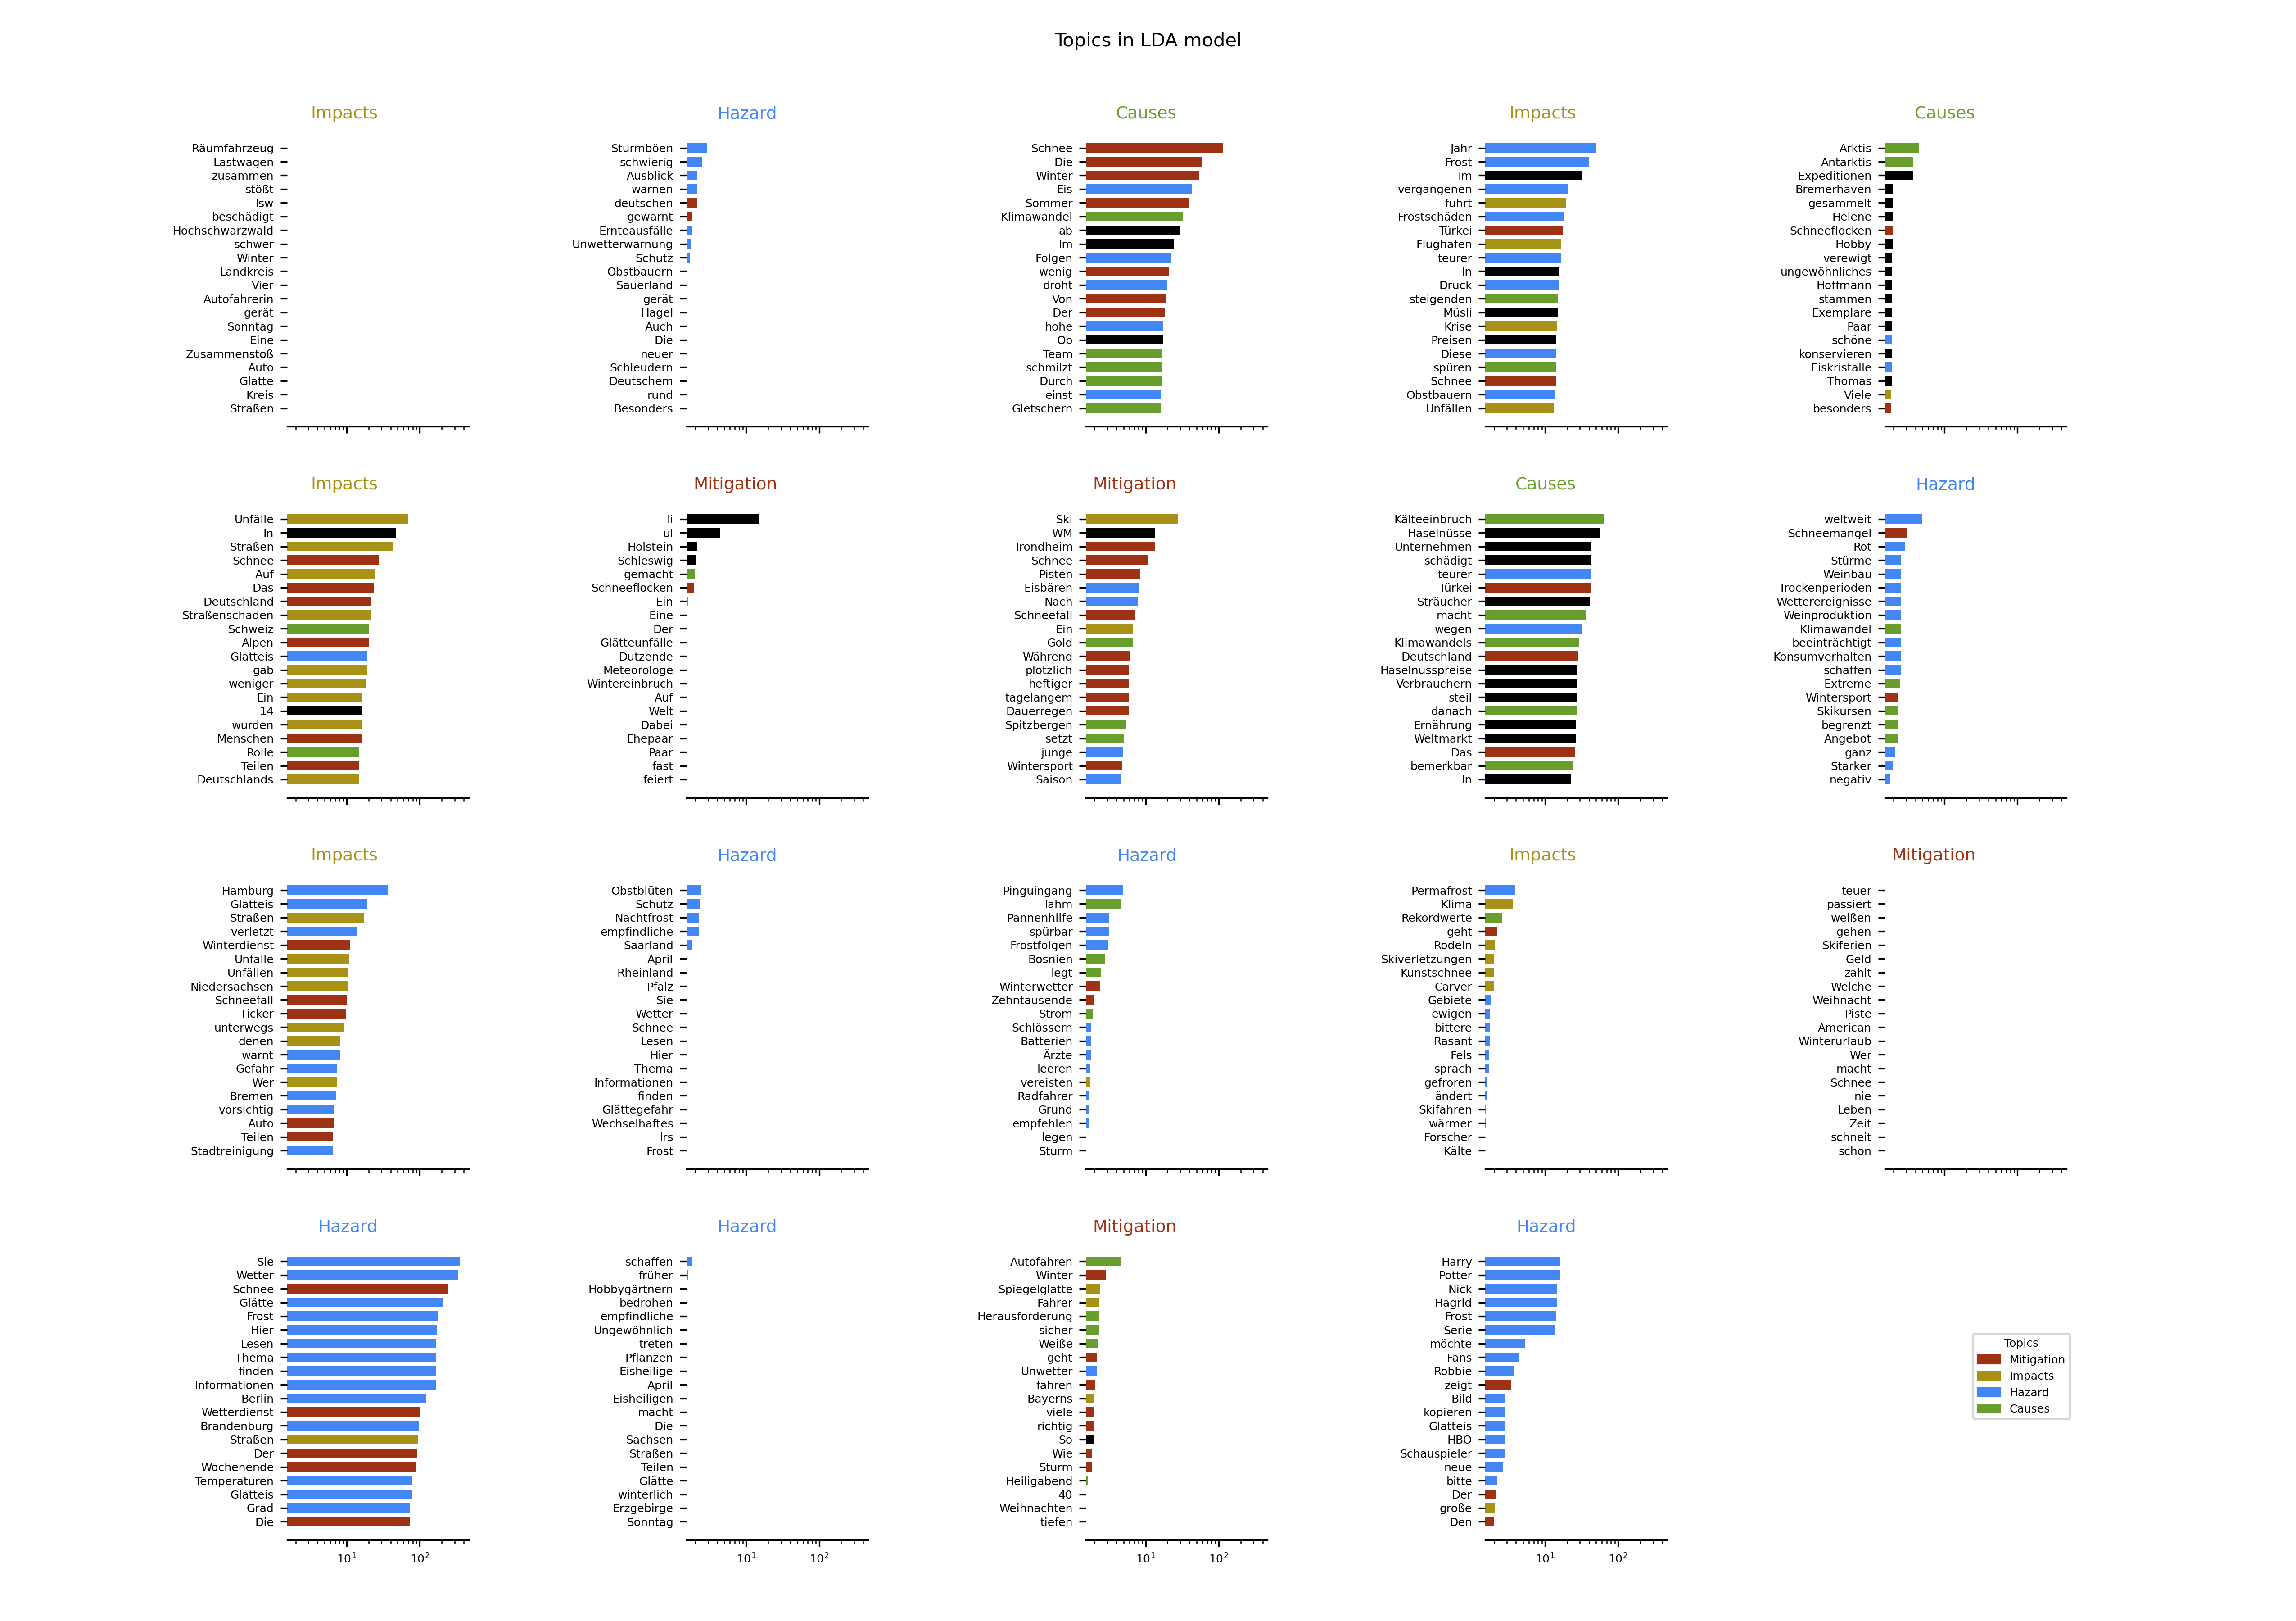 Topics in LDA model
Impacts
Räumfahrzeug
Lastwagen
zusammen
stößt
lsw
beschädigt
Hochschwarzwald
schwer
Winter
Landkreis
Vier
Autofahrerin
gerät
Sonntag
Eine
Zusammenstoß
Auto
Glatte
Kreis
Straßen
Hazard
Sturmböen
schwierig
Ausblick
warnen
deutschen
gewarnt
Ernteausfälle
Unwetterwarnung
Schutz
Obstbauern
Sauerland
gerät
Hagel
Auch
Die
neuer
Schleudern
Deutschem
rund
Besonders
Causes
Schnee
Die
Winter
Eis
Sommer
Klimawandel
ab
Im
Folgen
wenig
droht
Von
Der
hohe
Ob
Team
schmilzt
Durch
einst
Gletschern
Impacts
Jahr
Frost
Im
vergangenen
führt
Frostschäden
Türkei
Flughafen
teurer
In
Druck
steigenden
Müsli
Krise
Preisen
Diese
spüren
Schnee
Obstbauern
Unfällen
Causes
Arktis
Antarktis
Expeditionen
Bremerhaven
gesammelt
Helene
Schneeflocken
Hobby
verewigt
ungewöhnliches
Hoffmann
stammen
Exemplare
Paar
schöne
konservieren
Eiskristalle
Thomas
Viele
besonders
Impacts
Unfälle
In
Straßen
Schnee
Auf
Das
Deutschland
Straßenschäden
Schweiz
Alpen
Glatteis
gab
weniger
Ein
14
wurden
Menschen
Rolle
Teilen
Deutschlands
Mitigation
li
ul
Holstein
Schleswig
gemacht
Schneeflocken
Ein
Eine
Der
Glätteunfälle
Dutzende
Meteorologe
Wintereinbruch
Auf
Welt
Dabei
Ehepaar
Paar
fast
feiert
Mitigation
Ski
WM
Trondheim
Schnee
Pisten
Eisbären
Nach
Schneefall
Ein
Gold
Während
plötzlich
heftiger
tagelangem
Dauerregen
Spitzbergen
setzt
junge
Wintersport
Saison
Causes
Kälteeinbruch
Haselnüsse
Unternehmen
schädigt
teurer
Türkei
Sträucher
macht
wegen
Klimawandels
Deutschland
Haselnusspreise
Verbrauchern
steil
danach
Ernährung
Weltmarkt
Das
bemerkbar
In
Hazard
weltweit
Schneemangel
Rot
Stürme
Weinbau
Trockenperioden
Wetterereignisse
Weinproduktion
Klimawandel
beeinträchtigt
Konsumverhalten
schaffen
Extreme
Wintersport
Skikursen
begrenzt
Angebot
ganz
Starker
negativ
Impacts
Hamburg
Glatteis
Straßen
verletzt
Winterdienst
Unfälle
Unfällen
Niedersachsen
Schneefall
Ticker
unterwegs
denen
warnt
Gefahr
Wer
Bremen
vorsichtig
Auto
Teilen
Stadtreinigung
Hazard
Obstblüten
Schutz
Nachtfrost
empfindliche
Saarland
April
Rheinland
Pfalz
Sie
Wetter
Schnee
Lesen
Hier
Thema
Informationen
finden
Glättegefahr
Wechselhaftes
lrs
Frost
Hazard
Pinguingang
lahm
Pannenhilfe
spürbar
Frostfolgen
Bosnien
legt
Winterwetter
Zehntausende
Strom
Schlössern
Batterien
Ärzte
leeren
vereisten
Radfahrer
Grund
empfehlen
legen
Sturm
Impacts
Permafrost
Klima
Rekordwerte
geht
Rodeln
Skiverletzungen
Kunstschnee
Carver
Gebiete
ewigen
bittere
Rasant
Fels
sprach
gefroren
ändert
Skifahren
wärmer
Forscher
Kälte
Mitigation
teuer
passiert
weißen
gehen
Skiferien
Geld
zahlt
Welche
Weihnacht
Piste
American
Winterurlaub
Wer
macht
Schnee
nie
Leben
Zeit
schneit
schon
Hazard
Sie
Wetter
Schnee
Glätte
Frost
Hier
Lesen
Thema
finden
Informationen
Berlin
Wetterdienst
Brandenburg
Straßen
Der
Wochenende
Temperaturen
Glatteis
Grad
Die
10¹ 10²
Hazard
schaffen
früher
Hobbygärtnern
bedrohen
empfindliche
Ungewöhnlich
treten
Pflanzen
Eisheilige
April
Eisheiligen
macht
Die
Sachsen
Straßen
Teilen
Glätte
winterlich
Erzgebirge
Sonntag
10¹ 10²
Mitigation
Autofahren
Winter
Spiegelglatte
Fahrer
Herausforderung
sicher
Weiße
geht
Unwetter
fahren
Bayerns
viele
richtig
So
Wie
Sturm
Heiligabend
40
Weihnachten
tiefen
10¹ 10²
Hazard
Harry
Potter
Nick
Hagrid
Frost
Serie
möchte
Fans
Robbie
zeigt
Bild
kopieren
Glatteis
HBO
Schauspieler
neue
bitte
Der
große
Den
10¹ 10²
Topics
Mitigation
Impacts
Hazard
Causes